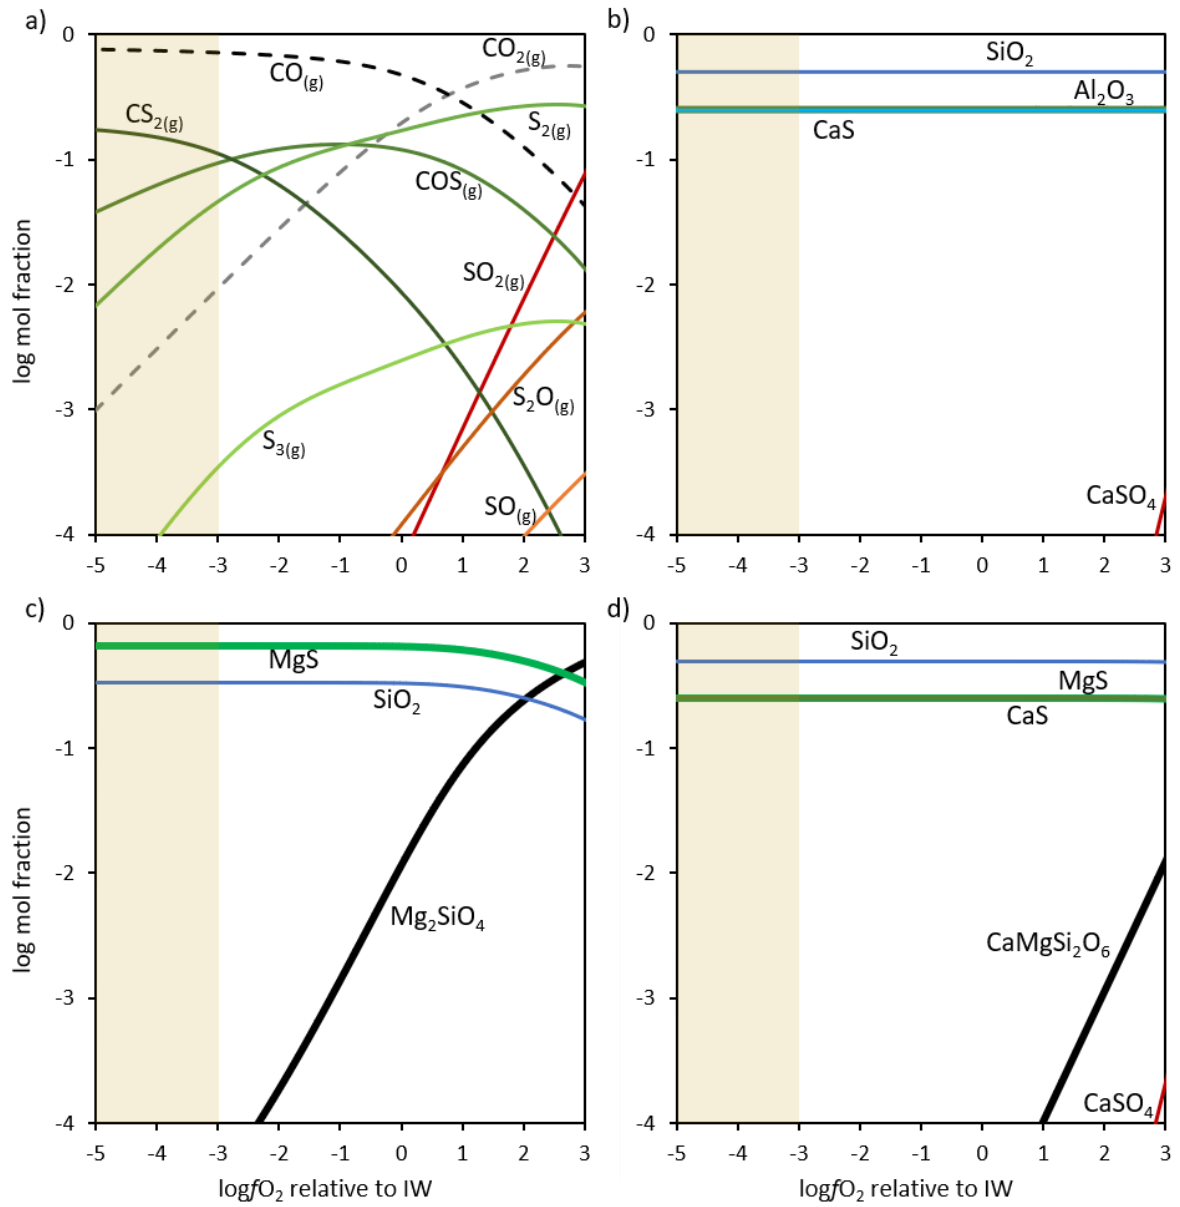 a)
0
-1
-2
-3
-4
log mol fraction
CO(g)
CO₂(g)
CS₂(g)
S₂(g)
COS(g)
SO₂(g)
S₂O(g)
S₃(g)
SO(g)
-5 -4 -3 -2 -1 0 1 2 3
b)
0
-1
-2
-3
-4
SiO₂
Al₂O₃
CaS
CaSO₄
-5 -4 -3 -2 -1 0 1 2 3
c)
0
-1
-2
-3
-4
log mol fraction
MgS
SiO₂
Mg₂SiO₄
-5 -4 -3 -2 -1 0 1 2 3
logfO₂ relative to IW
d)
0
-1
-2
-3
-4
SiO₂
MgS
CaS
CaMgSi₂O₆
CaSO₄
-5 -4 -3 -2 -1 0 1 2 3
logfO₂ relative to IW